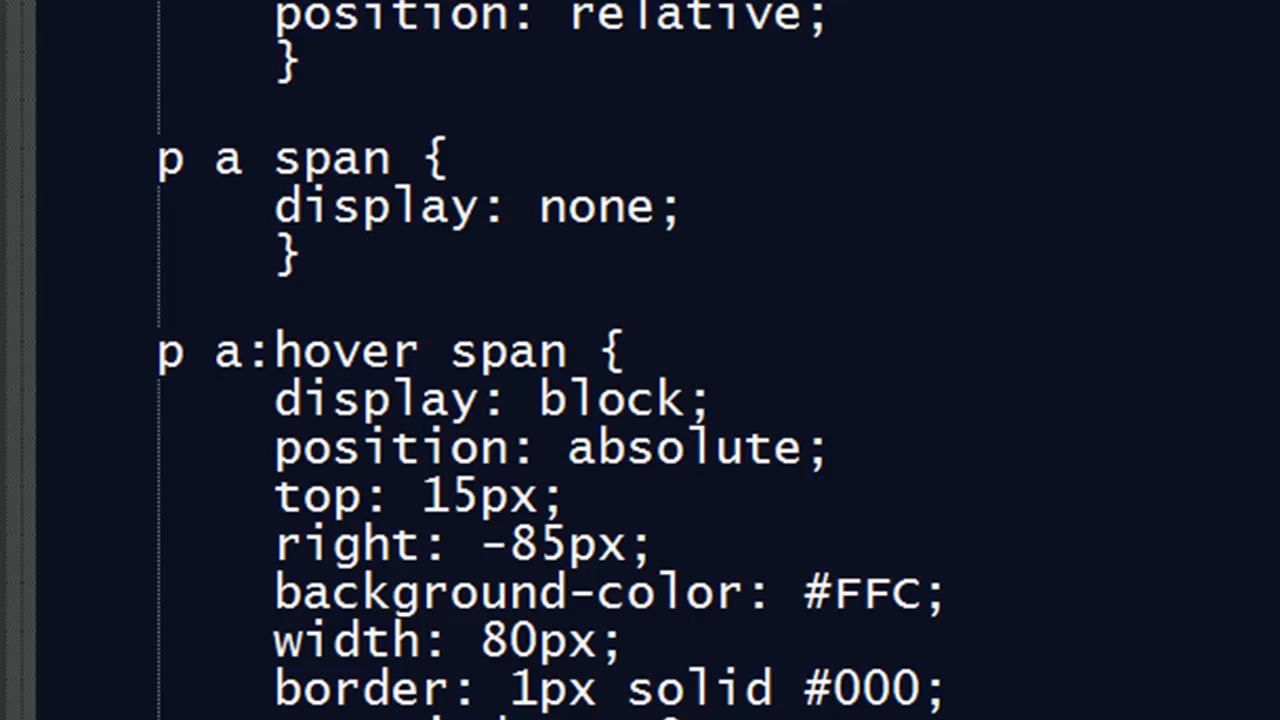 position: relative;
}
p a span {
display: none;
}
p a:hover span {
display: block;
position: absolute;
top: 15px;
right: -85px;
background-color: #FFC;
width: 80px;
border: 1px solid #000;